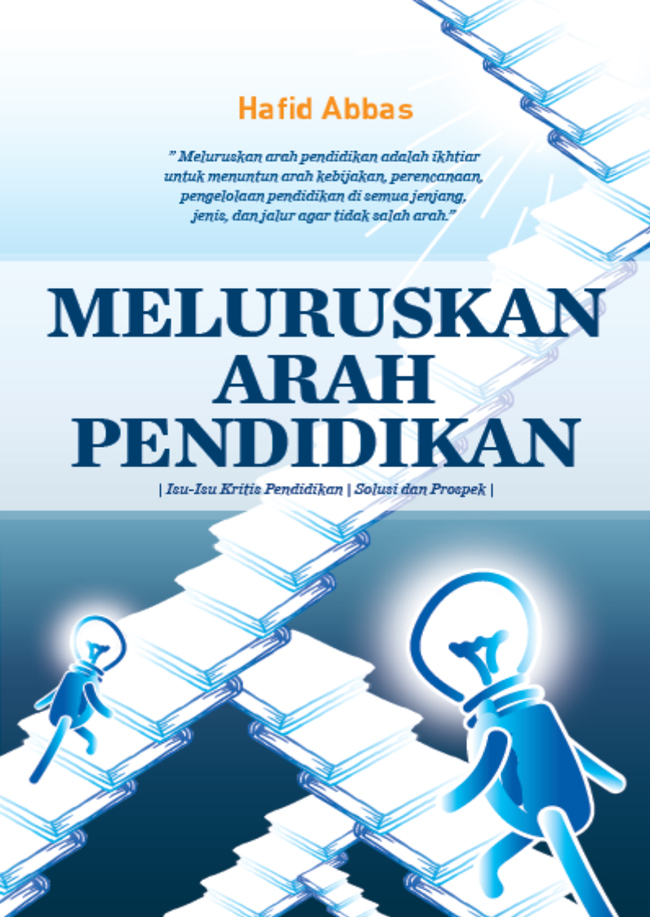 Hafid Abbas
" Meluruskan arah pendidikan adalah ikhtiar
untuk menuntun arah kebijakan, perencanaan,
pengelolaan pendidikan di semua jenjang,
jenis, dan jalur agar tidak salah arah."
MELURUSKAN
ARAH
PENDIDIKAN
| Isu-Isu Kritis Pendidikan | Solusi dan Prospek |